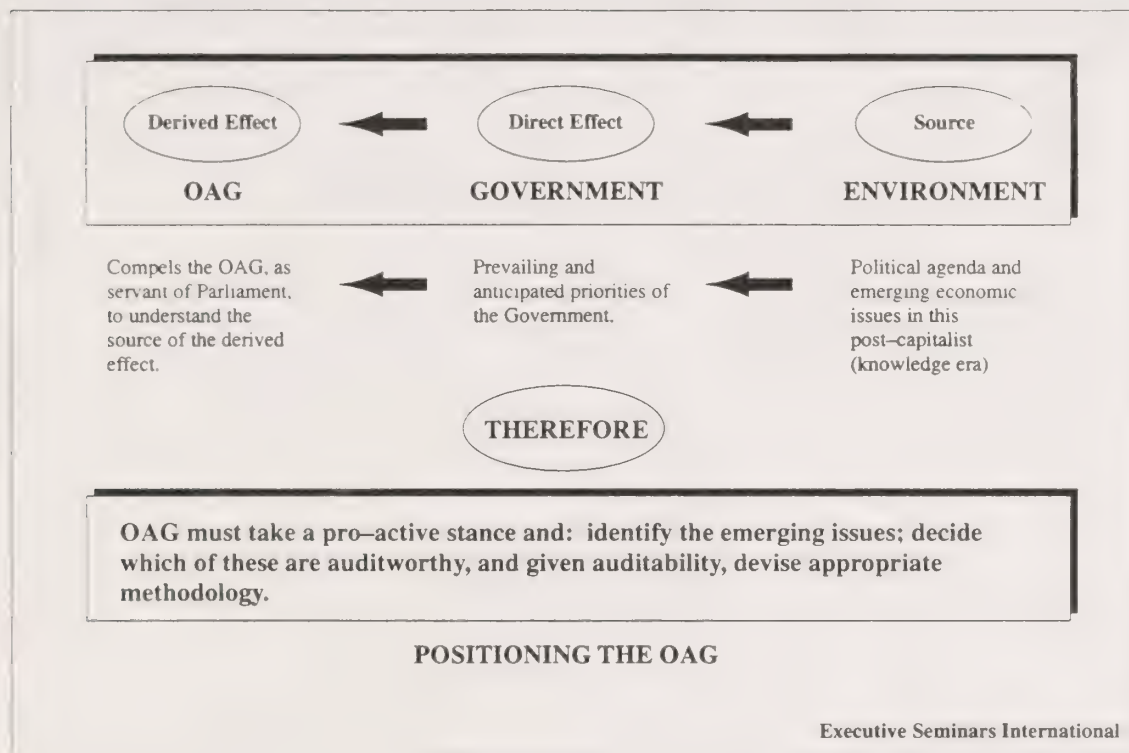 Derived Effect
Direct Effect
Source
OAG
GOVERNMENT
ENVIRONMENT
Compels the OAG, as
servant of Parliament,
to understand the
source of the derived
effect.
Prevailing and
anticipated priorities of
the Government.
Political agenda and
emerging economic
issues in this
post–capitalist
(knowledge era)
THEREFORE
OAG must take a pro–active stance and: identify the emerging issues; decide
which of these are auditworthy, and given auditability, devise appropriate
methodology.
POSITIONING THE OAG
Executive Seminars International